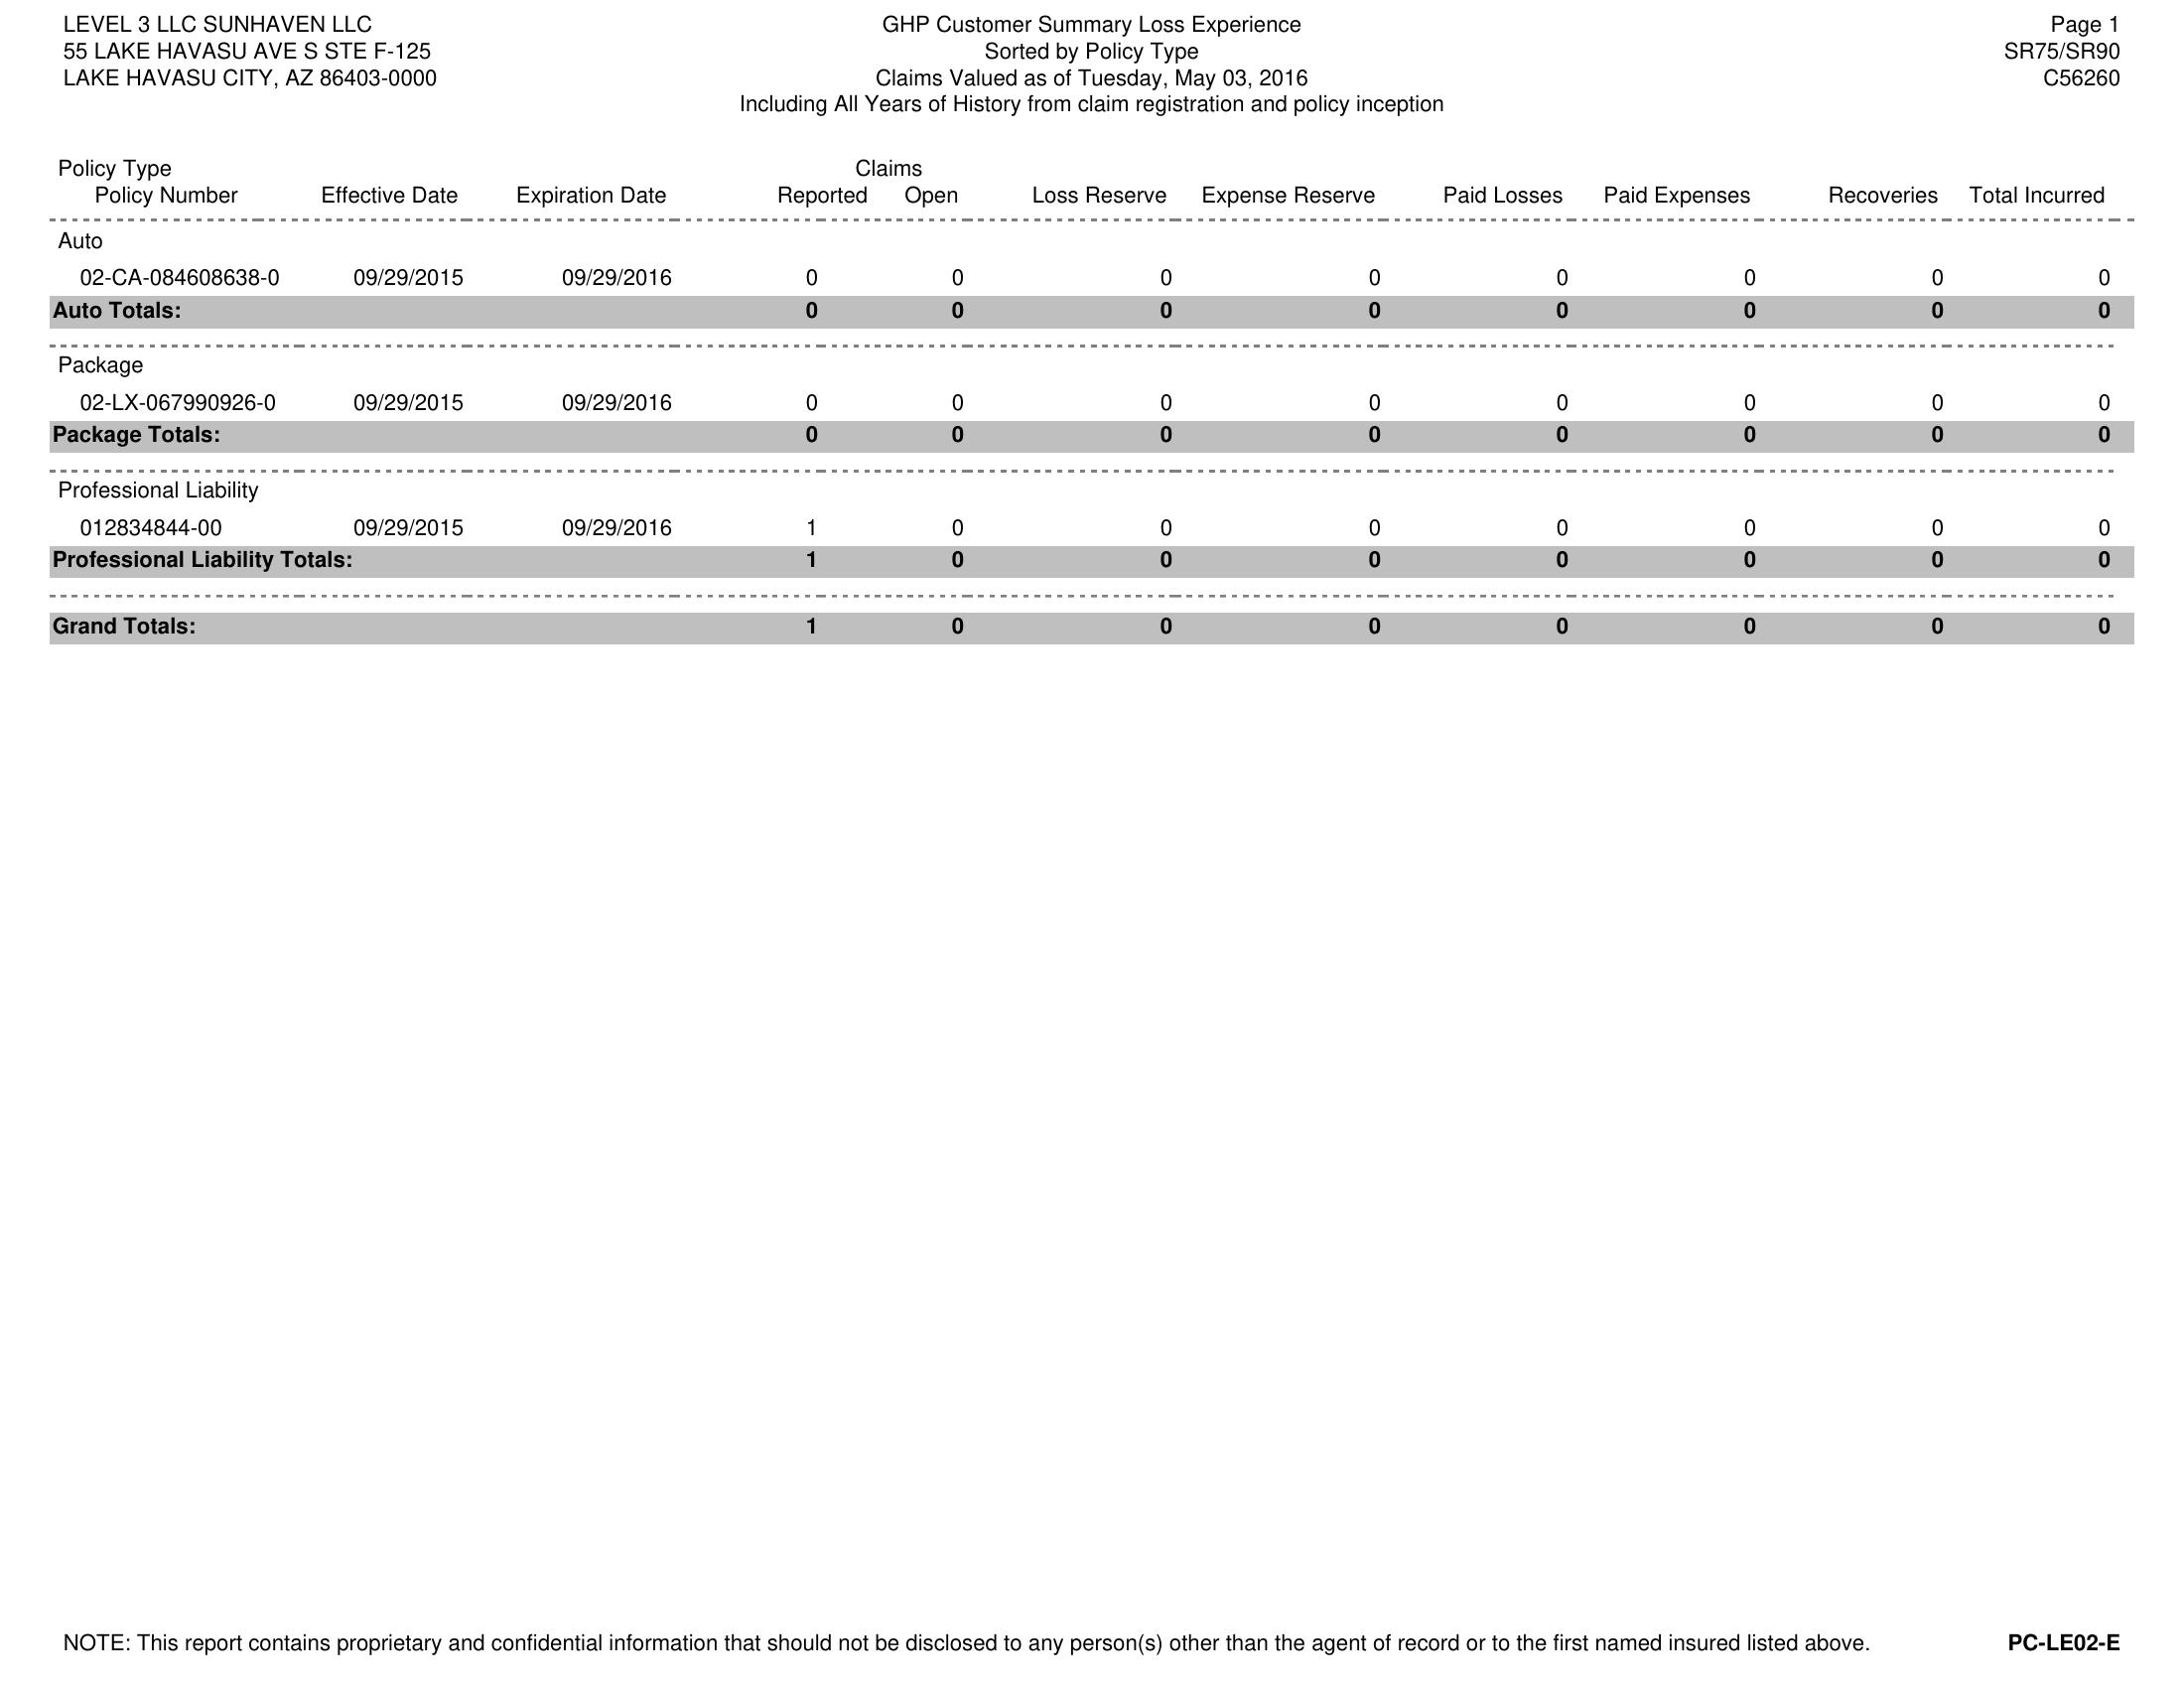 LEVEL 3 LLC SUNHAVEN LLC GHP Customer Summary Loss Experience Page 1
55 LAKE HAVASU AVE S STE F-125 Sorted by Policy Type SR75/SR90
LAKE HAVASU CITY, AZ 86403-0000 Claims Valued as of Tuesday, May 03, 2016 C56260
Including All Years of History from claim registration and policy inception
Policy Type Claims
Policy Number Effective Date Expiration Date Reported Open Loss Reserve Expense Reserve Paid Losses Paid Expenses Recoveries Total Incurred
Auto
02-CA-084608638-0 09/29/2015 09/29/2016 0 0 0 0 0 0 0 0
Auto Totals: 0 0 0 0 0 0 0 0
Package
02-LX-067990926-0 09/29/2015 09/29/2016 0 0 0 0 0 0 0 0
Package Totals: 0 0 0 0 0 0 0 0
Professional Liability
012834844-00 09/29/2015 09/29/2016 1 0 0 0 0 0 0 0
Professional Liability Totals: 1 0 0 0 0 0 0 0
Grand Totals: 1 0 0 0 0 0 0 0
NOTE: This report contains proprietary and confidential information that should not be disclosed to any person(s) other than the agent of record or to the first named insured listed above. PC-LE02-E